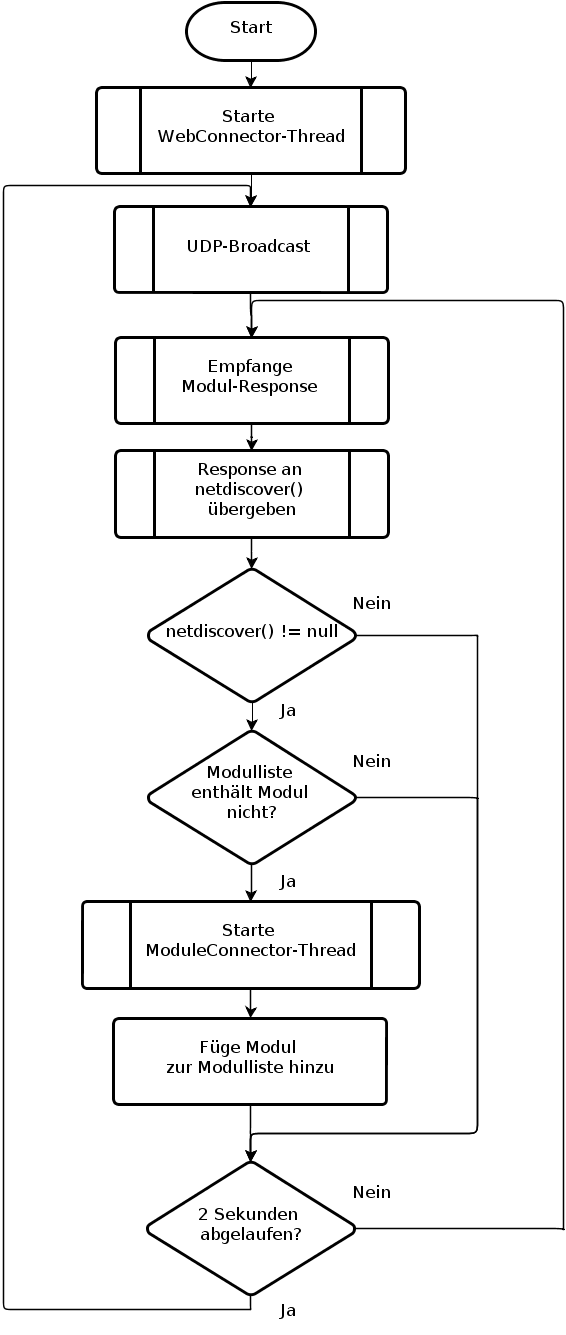 Start
Starte
WebConnector-Thread
UDP-Broadcast
Empfange
Modul-Response
Response an
netdiscover()
übergeben
Nein
netdiscover() != null
Ja
Nein
Modulliste
enthält Modul
nicht?
Ja
Starte
ModuleConnector-Thread
Füge Modul
zur Modulliste hinzu
Nein
2 Sekunden
abgelaufen?
Ja